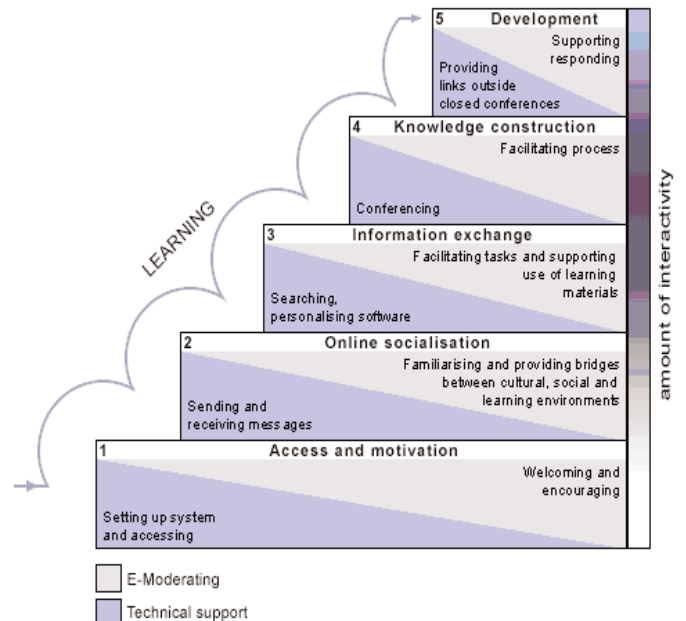 5 Development
Supporting
responding
Providing
links outside
closed conferences
4 Knowledge construction
Facilitating process
Conferencing
3 Information exchange
Facilitating tasks and supporting
use of learning
materials
Searching,
personalising software
2 Online socialisation
Familiarising and providing bridges
between cultural, social and
learning environments
Sending and
receiving messages
1 Access and motivation
Welcoming and
encouraging
Setting up system
and accessing
LEARNING
amount of interactivity
E-Moderating
Technical support